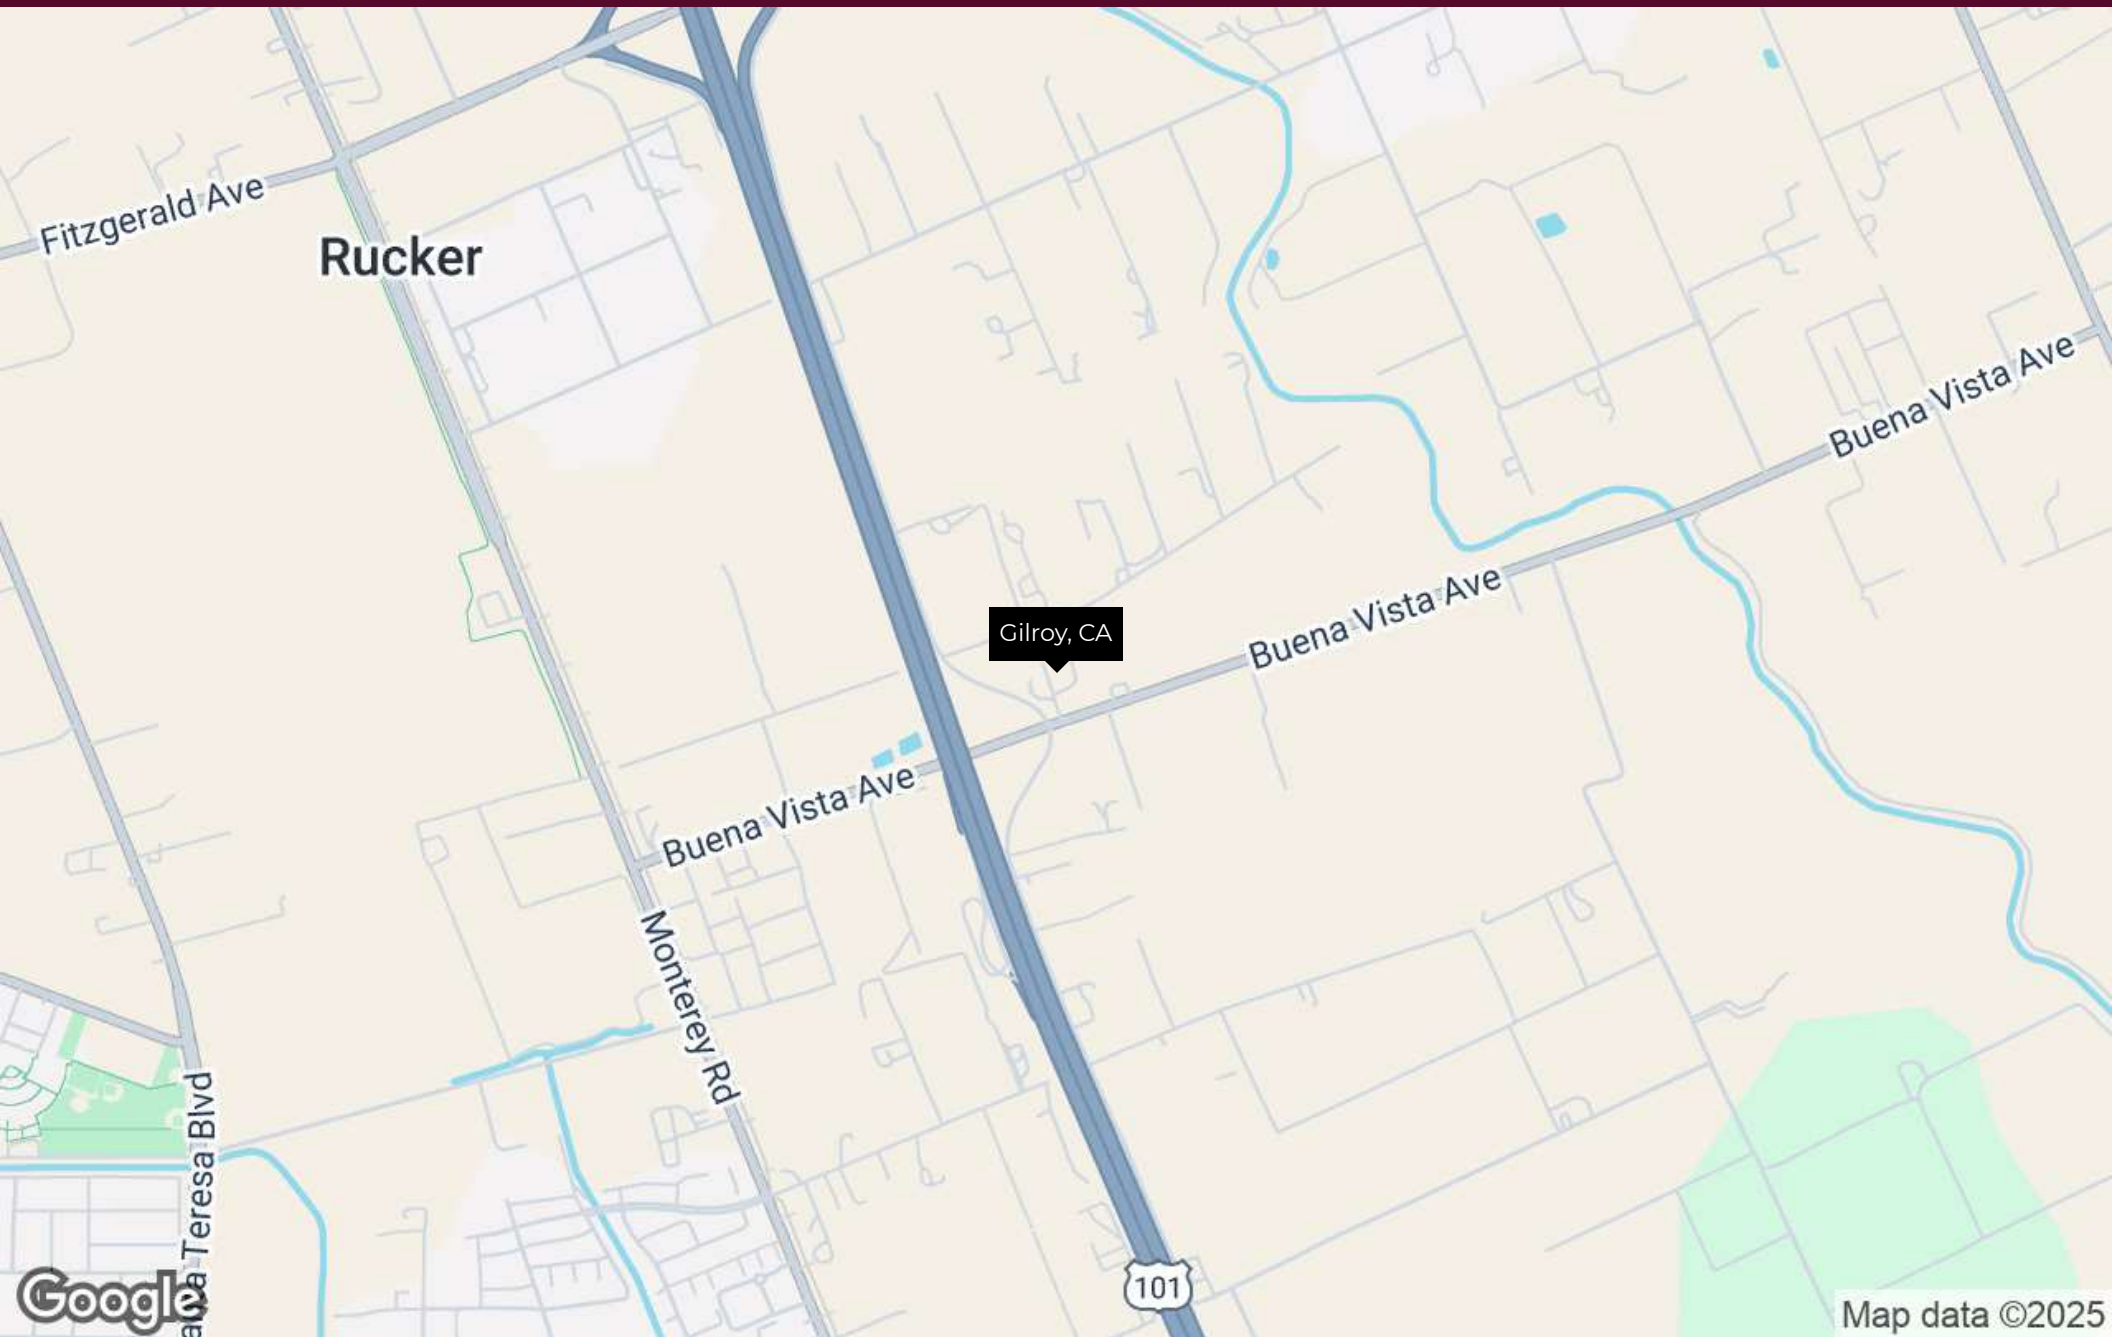 Fitzgerald Ave
Rucker
Buena Vista Ave
Buena Vista Ave
Gilroy, CA
Buena Vista Ave
Monterey Rd
Teresa Blvd
101
Google
Map data ©2025